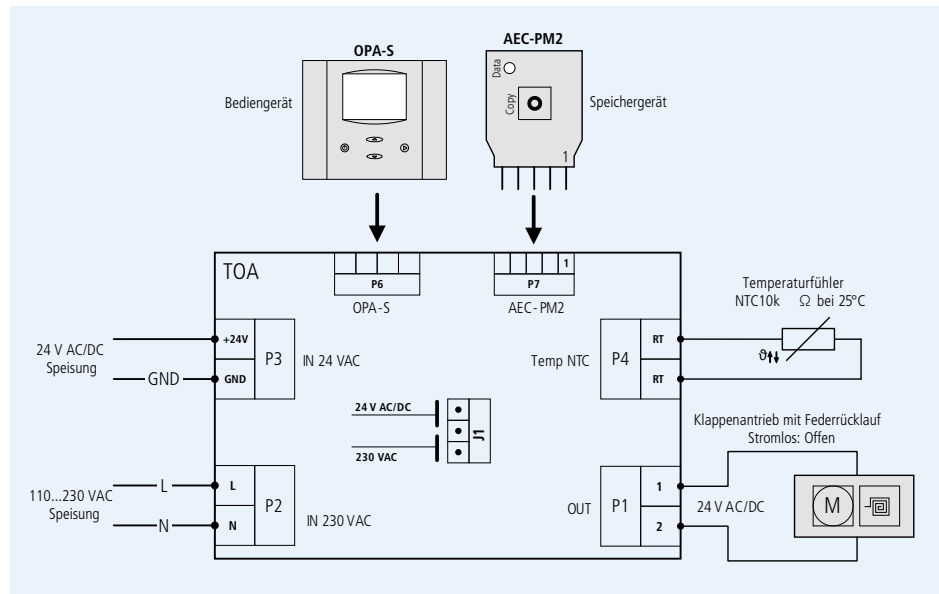 OPA-S
AEC-PM2
Bediengerät
Data
Copy
1
Speichergerät
TOA
P6
OPA-S
1
P7
AEC-PM2
24 V AC/DC
Speisung
GND
+24V
GND
P3
IN 24 VAC
Temp NTC
P4
RT
RT
Temperaturfühler
NTC10k Ω bei 25°C
ϑ
24 V AC/DC
230 VAC
J1
110...230 VAC
Speisung
L
N
L
N
P2
IN 230 VAC
OUT
P1
1
2
Klappenantrieb mit Federrücklauf
Stromlos: Offen
24 V AC/DC
M